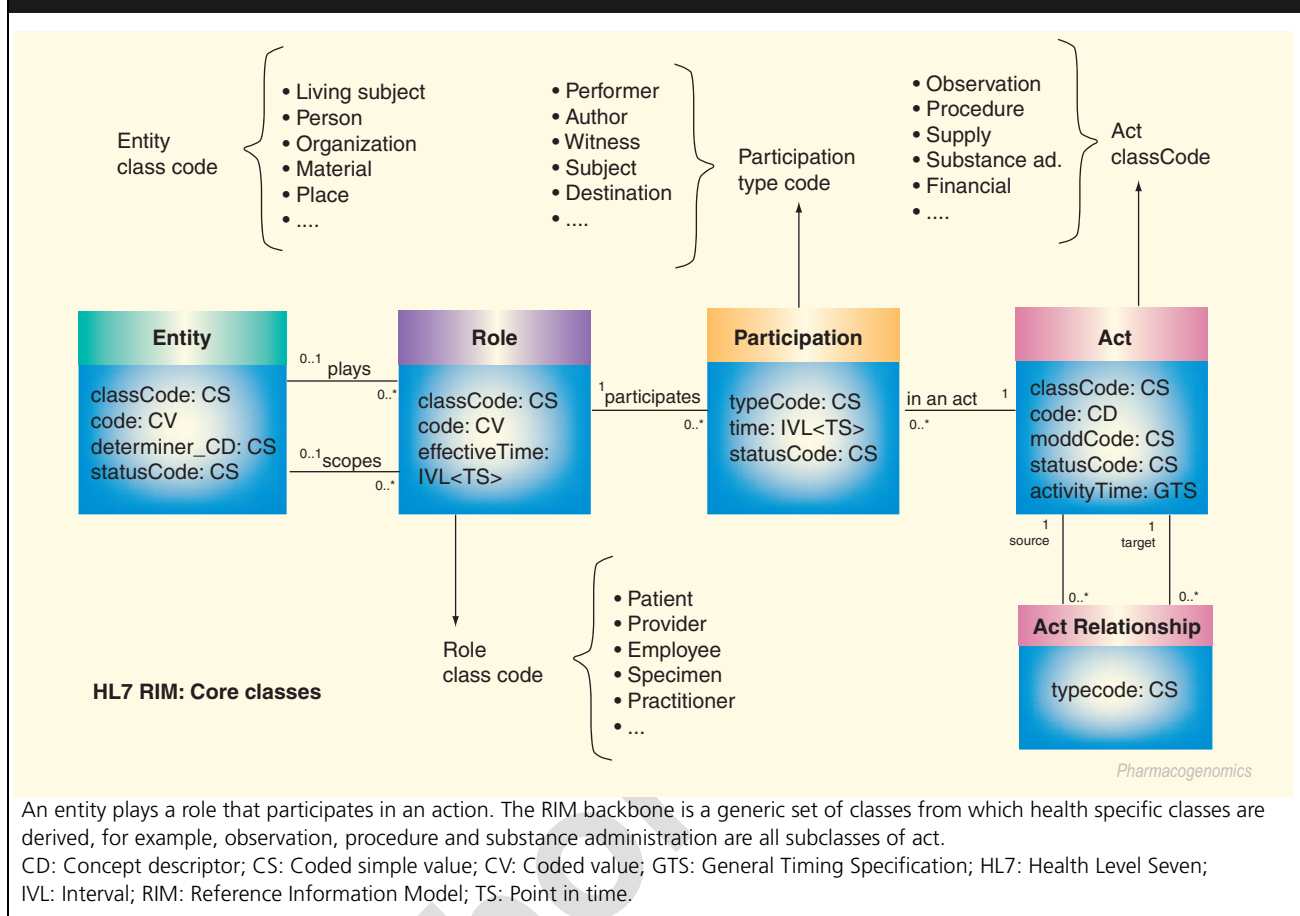 Entity
class code
• Living subject
• Person
• Organization
• Material
• Place
• ....
• Performer
• Author
• Witness
• Subject
• Destination
• ....
Participation
type code
• Observation
• Procedure
• Supply
• Substance ad.
• Financial
• ....
Act
classCode
Entity
classCode: CS
code: CV
determiner_CD: CS
statusCode: CS
0..1 plays
0..*
0..1 scopes
0..*
Role
classCode: CS
code: CV
effectiveTime:
IVL<TS>
1 participates
0..*
Participation
typeCode: CS
time: IVL<TS>
statusCode: CS
in an act 1
0..*
Act
classCode: CS
code: CD
moddCode: CS
statusCode: CS
activityTime: GTS
1
source
1
target
0..*
0..*
Act Relationship
typecode: CS
Role
class code
• Patient
• Provider
• Employee
• Specimen
• Practitioner
• ...
HL7 RIM: Core classes
Pharmacogenomics
An entity plays a role that participates in an action. The RIM backbone is a generic set of classes from which health specific classes are
derived, for example, observation, procedure and substance administration are all subclasses of act.
CD: Concept descriptor; CS: Coded simple value; CV: Coded value; GTS: General Timing Specification; HL7: Health Level Seven;
IVL: Interval; RIM: Reference Information Model; TS: Point in time.